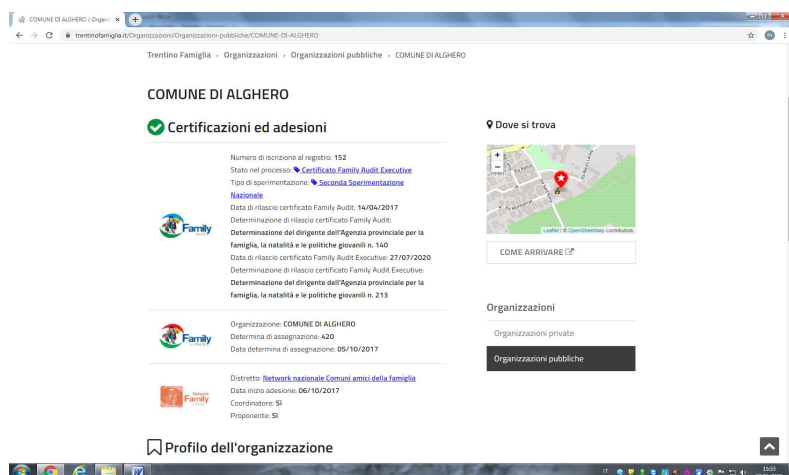 COMUNE DI ALGHERO / Organi
trentinofamiglia.it/Organizzazioni/Organizzazioni-pubbliche/COMUNE-DI-ALGHERO
Trentino Famiglia › Organizzazioni › Organizzazioni pubbliche › COMUNE DI ALGHERO
COMUNE DI ALGHERO
Certificazioni ed adesioni
Numero di iscrizione al registro: 152
Stato nel processo: Certificato Family Audit Executive
Tipo di sperimentazione: Seconda Sperimentazione
Nazionale
Data di rilascio certificato Family Audit: 14/04/2017
Determinazione di rilascio certificato Family Audit:
Determinazione del dirigente dell'Agenzia provinciale per la
famiglia, la natalità e le politiche giovanili n. 140
Data di rilascio certificato Family Audit Executive: 27/07/2020
Determinazione di rilascio certificato Family Audit Executive:
Determinazione del dirigente dell'Agenzia provinciale per la
famiglia, la natalità e le politiche giovanili n. 213
Family
Organizzazione: COMUNE DI ALGHERO
Determina di assegnazione: 420
Data determina di assegnazione: 05/10/2017
Family
Distretto: Network nazionale Comuni amici della famiglia
Data inizio adesione: 06/10/2017
Coordinatore: Sì
Proponente: Sì
Network
Family
Profilo dell'organizzazione
Dove si trova
+
−
Leaflet | © OpenStreetMap contributors
COME ARRIVARE
Organizzazioni
Organizzazioni private
Organizzazioni pubbliche
IT
15:53